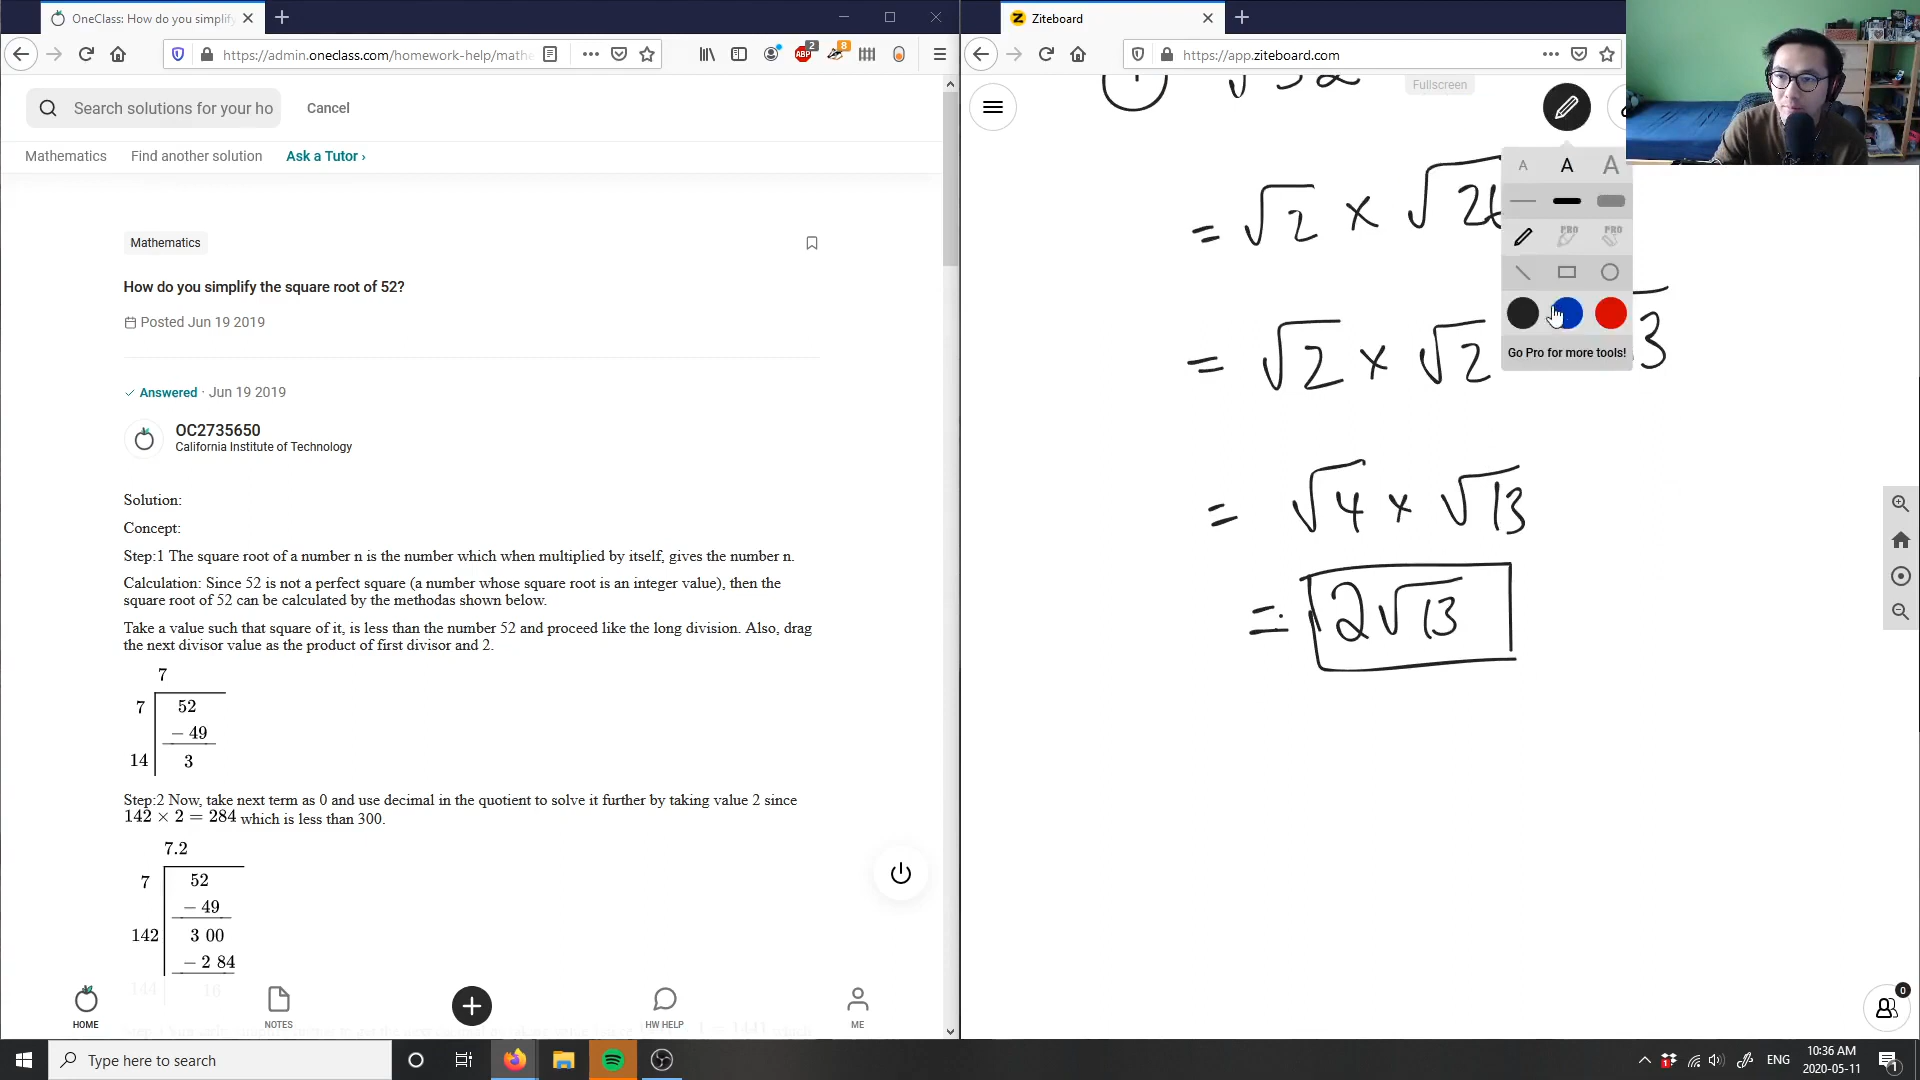 OneClass: How do you simplify
https://admin.oneclass.com/homework-help/mathe
2
8
Search solutions for your ho
Cancel
Mathematics
Find another solution
Ask a Tutor ›
Mathematics
How do you simplify the square root of 52?
Posted Jun 19 2019
Answered · Jun 19 2019
OC2735650
California Institute of Technology
Solution:
Concept:
Step:1 The square root of a number n is the number which when multiplied by itself, gives the number n.
Calculation: Since 52 is not a perfect square (a number whose square root is an integer value), then the
square root of 52 can be calculated by the methodas shown below.
Take a value such that square of it, is less than the number 52 and proceed like the long division. Also, drag
the next divisor value as the product of first divisor and 2.
7
7 52
− 49
14 3
Step:2 Now, take next term as 0 and use decimal in the quotient to solve it further by taking value 2 since
142 × 2 = 284 which is less than 300.
7.2
7 52
− 49
142 3 00
− 2 84
144 16
HOME
NOTES
HW HELP
ME
Ziteboard
https://app.ziteboard.com
Fullscreen
√52
= √2 × √26
A A A
PRO PRO
Go Pro for more tools!
= √2 × √2 3
= √4 × √13
= 2√13
0
Type here to search
ENG
10:36 AM
2020-05-11
1